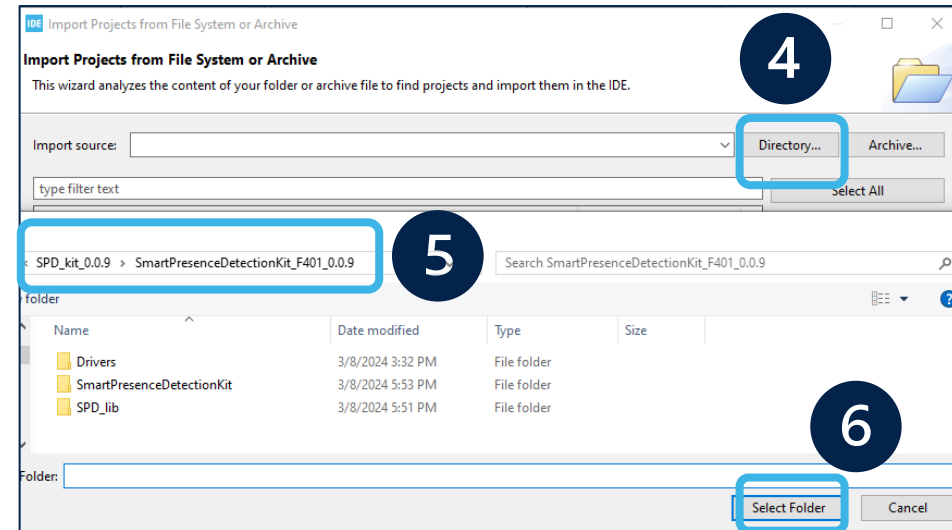 IDE Import Projects from File System or Archive
Import Projects from File System or Archive
This wizard analyzes the content of your folder or archive file to find projects and import them in the IDE.
4
Import source:
Directory...
Archive...
type filter text
Select All
SPD_kit_0.0.9 > SmartPresenceDetectionKit_F401_0.0.9
5
Search SmartPresenceDetectionKit_F401_0.0.9
folder
?
Name Date modified Type Size
Drivers 3/8/2024 3:32 PM File folder
SmartPresenceDetectionKit 3/8/2024 5:53 PM File folder
SPD_lib 3/8/2024 5:51 PM File folder
6
Folder:
Select Folder
Cancel